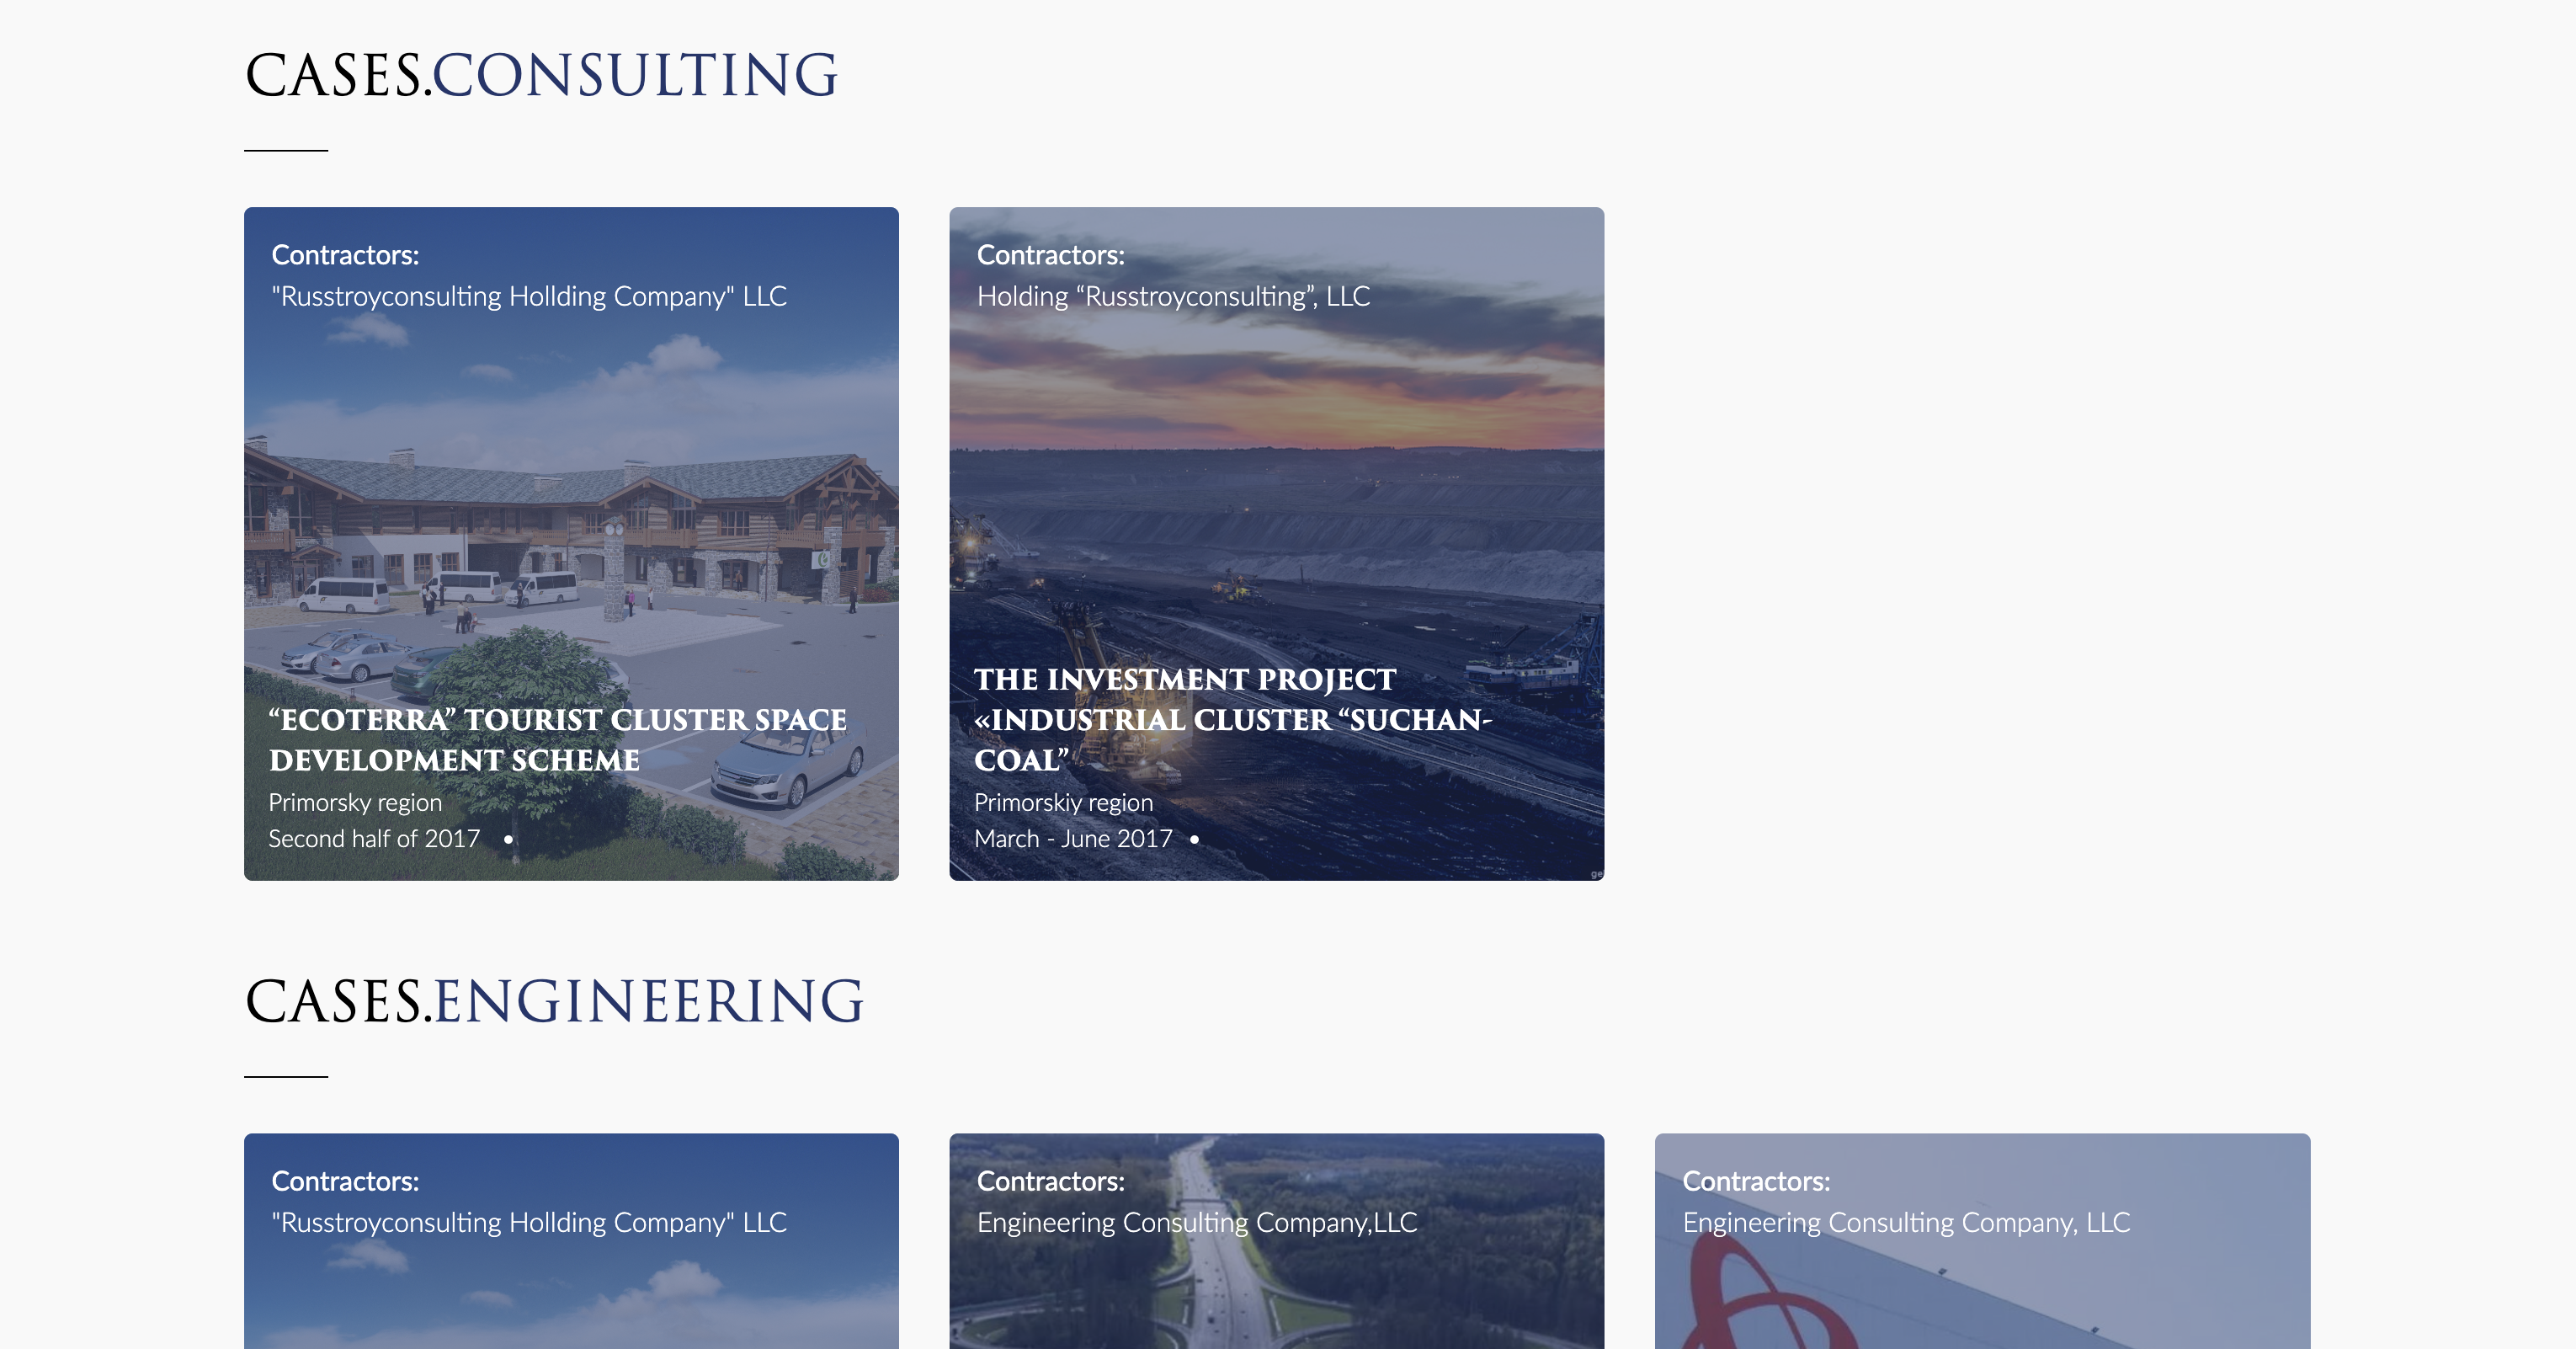 CASES.CONSULTING
Contractors:
"Russtroyconsulting Hollding Company" LLC
“ECOTERRA” TOURIST CLUSTER SPACE
DEVELOPMENT SCHEME
Primorsky region
Second half of 2017 •
Contractors:
Holding “Russtroyconsulting”, LLC
THE INVESTMENT PROJECT
«INDUSTRIAL CLUSTER “SUCHAN-
COAL”
Primorskiy region
March - June 2017 •
ge
CASES.ENGINEERING
Contractors:
"Russtroyconsulting Hollding Company" LLC
Contractors:
Engineering Consulting Company,LLC
Contractors:
Engineering Consulting Company, LLC